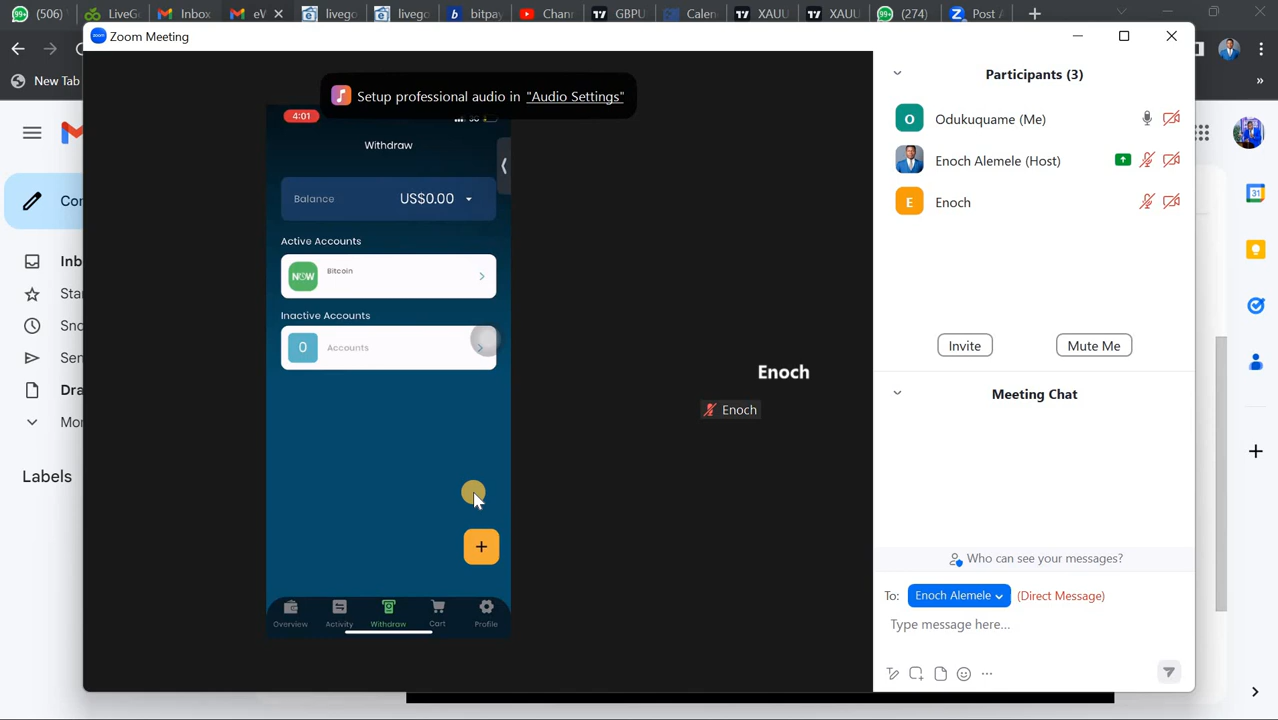 (506)
LiveG
Inbox
e
livego
livego
bitpay
Chann
GBPU
Calen
XAUU
XAUU
(274)
Post A
Zoom Meeting
New Tab
Setup professional audio in "Audio Settings"
4:01
Withdraw
Balance US$0.00
Active Accounts
NOW
Bitcoin
Inactive Accounts
0
Accounts
Overview
Activity
Withdraw
Cart
Profile
Enoch
Enoch
Participants (3)
O
Odukuquame (Me)
Enoch Alemele (Host)
E
Enoch
Invite
Mute Me
Meeting Chat
Who can see your messages?
To: Enoch Alemele (Direct Message)
Type message here...
Inb
Star
Sno
Sen
Dra
Mor
Labels